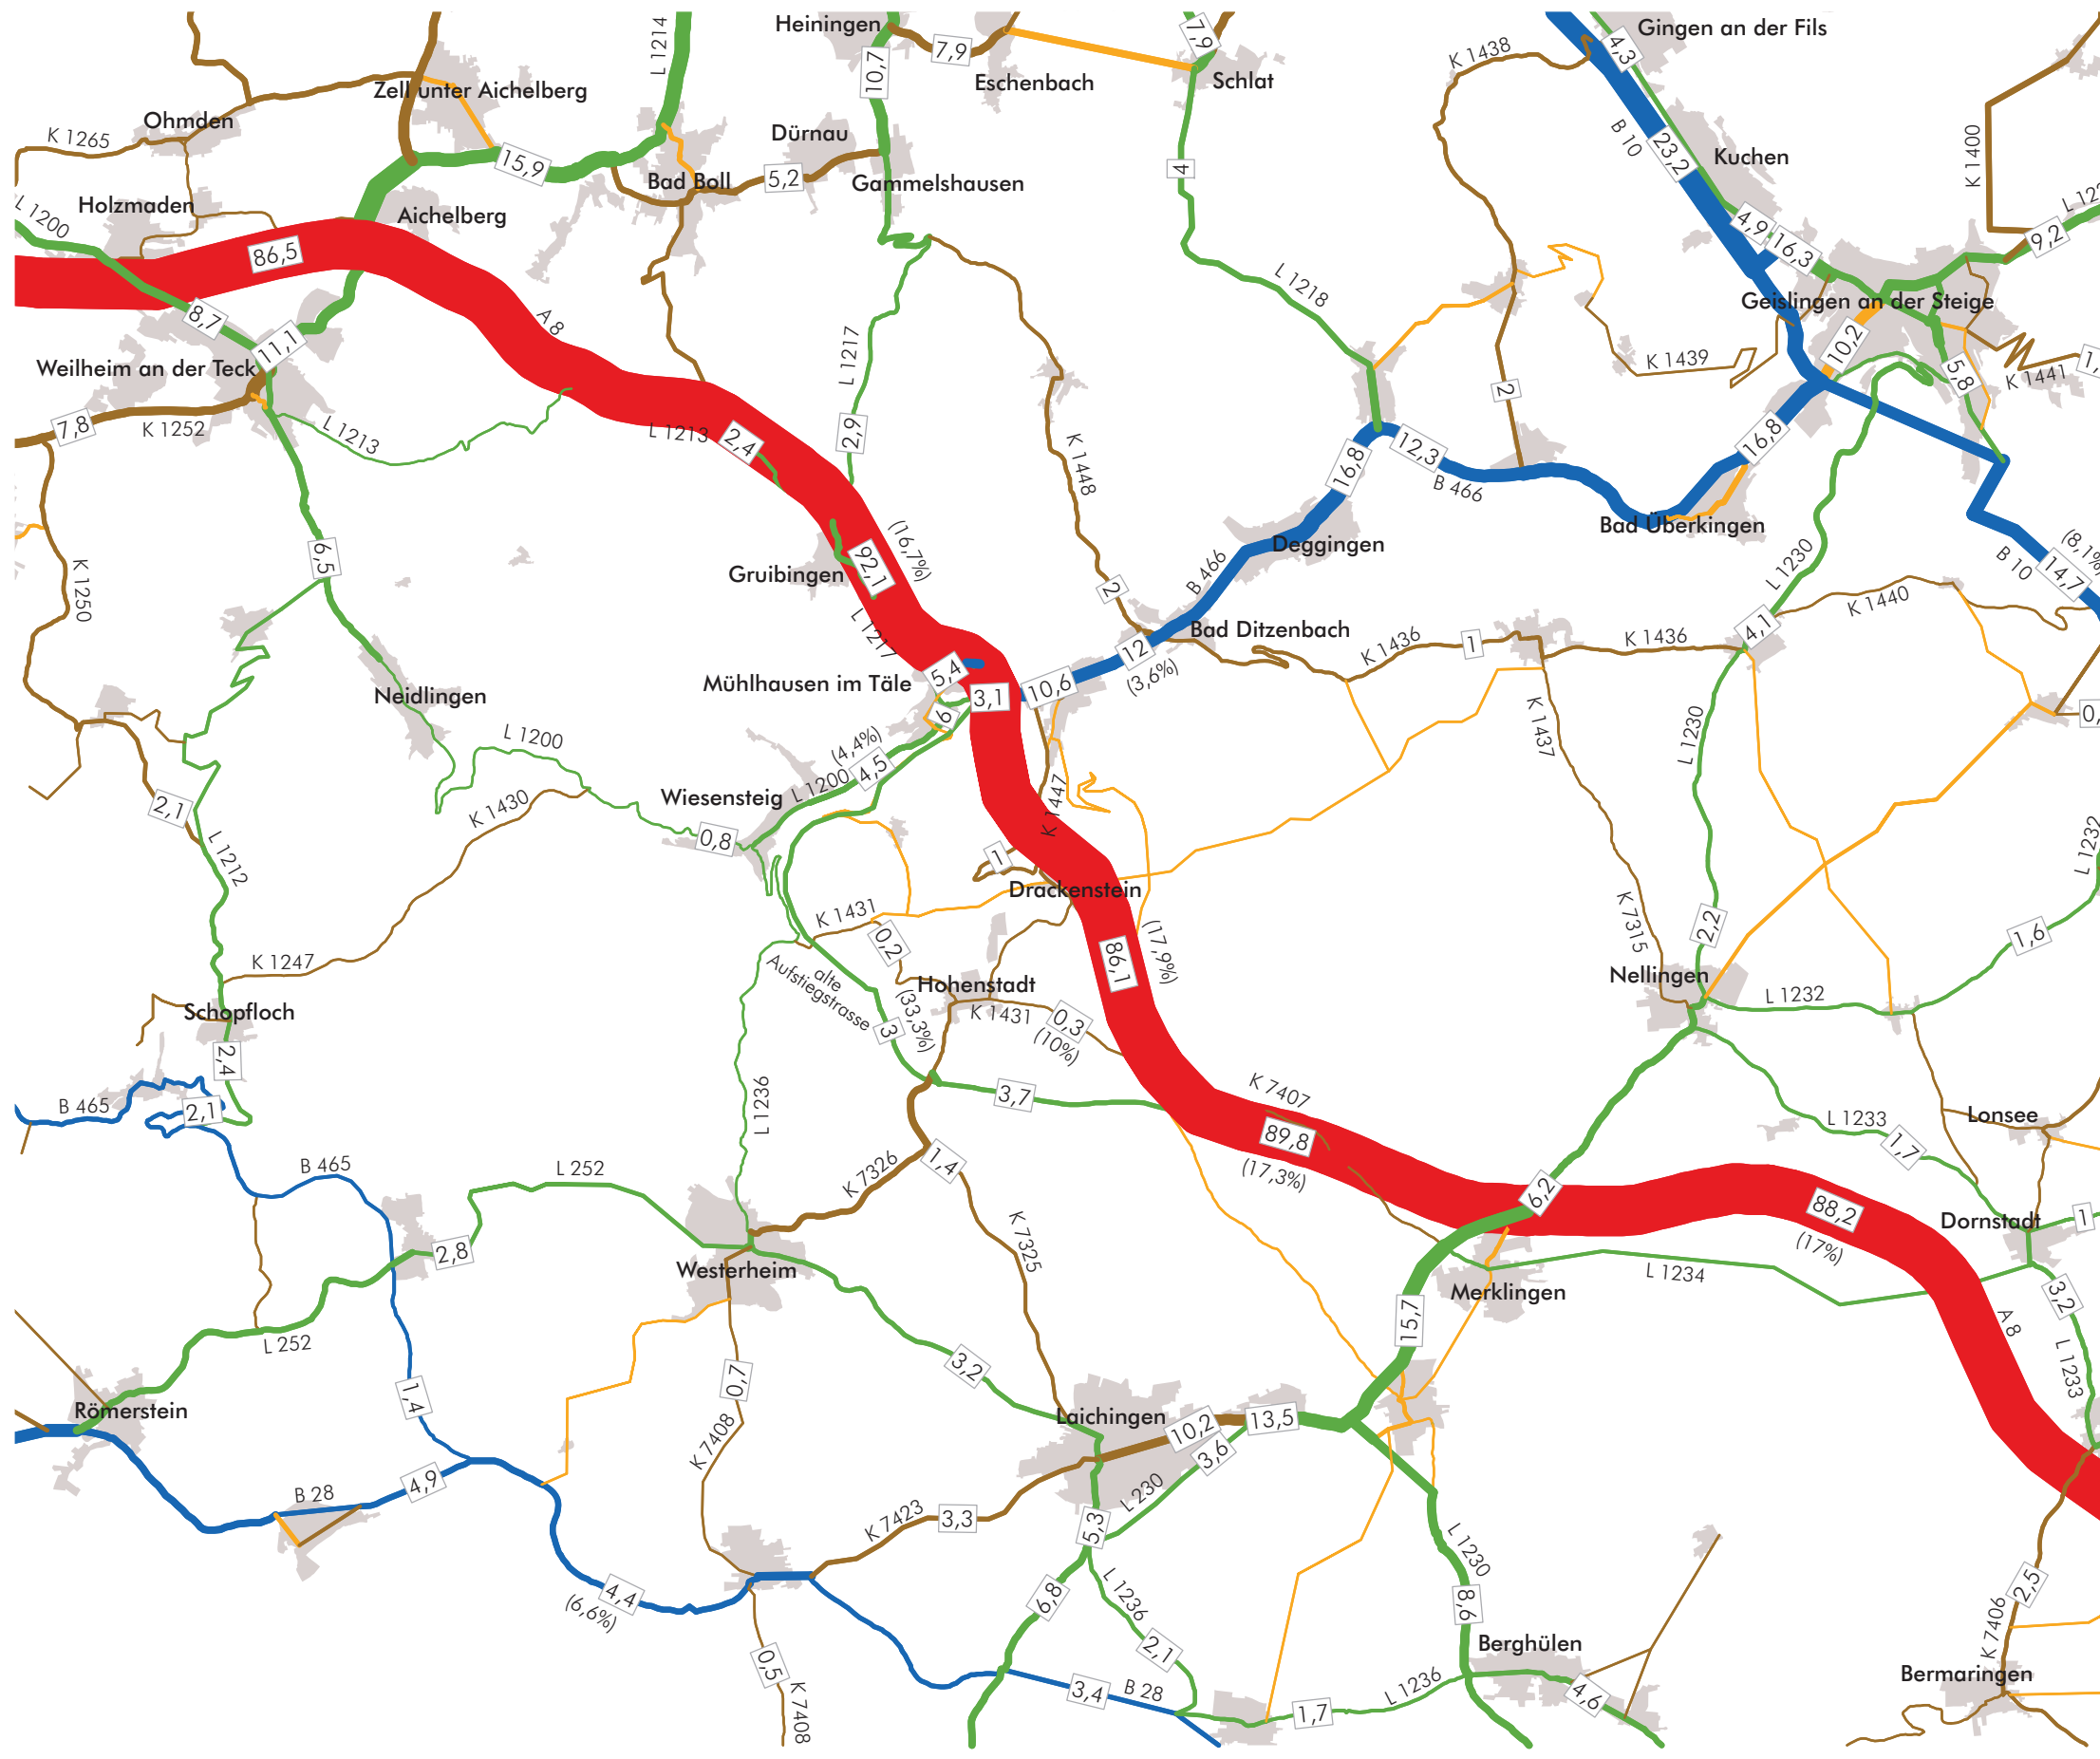 Heiningen
7,9
Eschenbach
7,9
Schlat
10,7
L 1214
4,3
Gingen an der Fils
K 1438
Zell unter Aichelberg
Ohmden
K 1265
15,9
Dürnau
5,2
Bad Boll
Gammelshausen
4
B 10
23,2
Kuchen
K 1400
Holzmaden
L 1200
Aichelberg
86,5
4,9
16,3
9,2
8,7
11,1
A 8
L 1218
Geislingen an der Steige
10,2
Weilheim an der Teck
7,8
K 1252
L 1213
L 1213
2,4
L 1217
2,9
K 1448
2
K 1439
5,8
K 1441
16,8
12,3
B 466
16,8
Bad Überkingen
6,5
K 1250
Gruibingen
92,1
(16,7%)
L 1217
Deggingen
B 466
2
Bad Ditzenbach
12
(3,6%)
10,6
5,4
3,1
6
Mühlhausen im Täle
K 1436
1
K 1436
4,1
L 1230
K 1440
B 10
14,7
(8,1%
Neidlingen
L 1200
(4,4%)
L 1200
4,5
Wiesensteig
0,8
K 1430
2,1
L 1212
K 1447
1
Drackenstein
K 1437
L 1230
K 7315
2,2
L 1232
1,6
K 1247
K 1431
0,2
alte
Aufstiegstrasse
Hohenstadt
K 1431
0,3
(10%)
86,1
(17,9%)
Nellingen
L 1232
Schopfloch
2,4
3
(33,3%)
3,7
K 7407
89,8
(17,3%)
L 1233
1,7
Lonsee
B 465
2,1
B 465
L 252
L 1236
K 7326
1,4
6,2
88,2
(17%)
Dornstadt
1
2,8
Westerheim
K 7325
Merklingen
L 1234
3,2
A 8
L 1233
L 252
15,7
0,7
3,2
1,4
Römerstein
K 7408
Laichingen
10,2
13,5
3,6
4,9
B 28
K 7423
3,3
L 230
5,3
L 1230
4,4
(6,6%)
6,8
L 1236
2,1
8,6
2,5
K 7406
0,5
K 7408
Berghülen
Bermaringen
3,4
B 28
1,7
L 1236
4,6